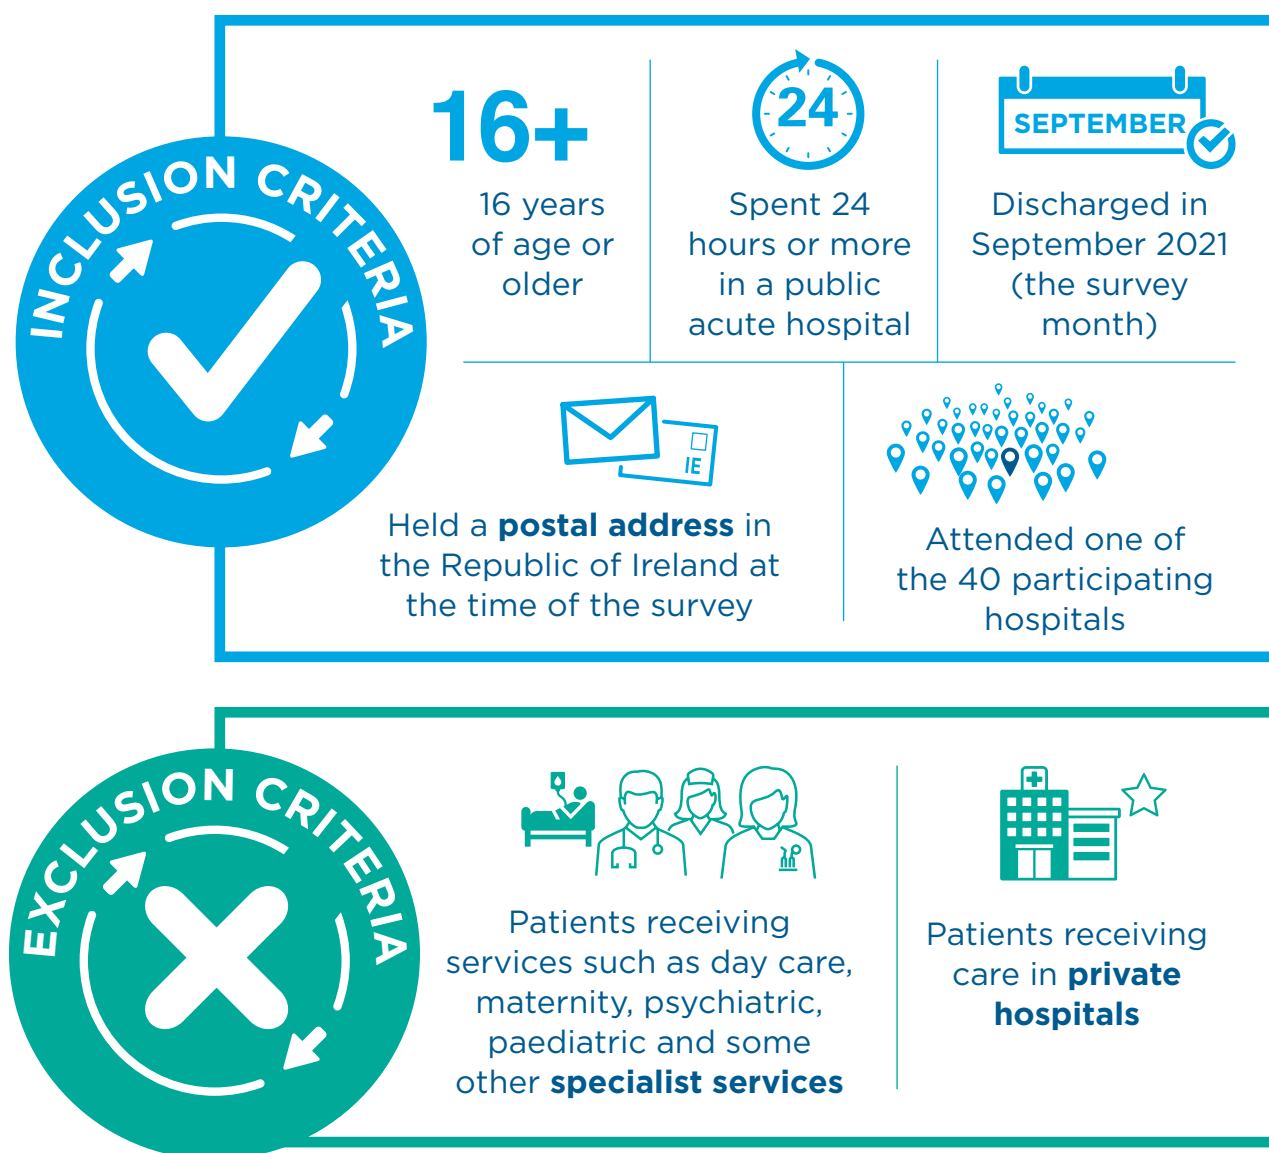 INCLUSION CRITERIA
16+
16 years
of age or
older
24
Spent 24
hours or more
in a public
acute hospital
SEPTEMBER
Discharged in
September 2021
(the survey
month)
IE
Held a postal address in
the Republic of Ireland at
the time of the survey
Attended one of
the 40 participating
hospitals
EXCLUSION CRITERIA
Patients receiving
services such as day care,
maternity, psychiatric,
paediatric and some
other specialist services
Patients receiving
care in private
hospitals